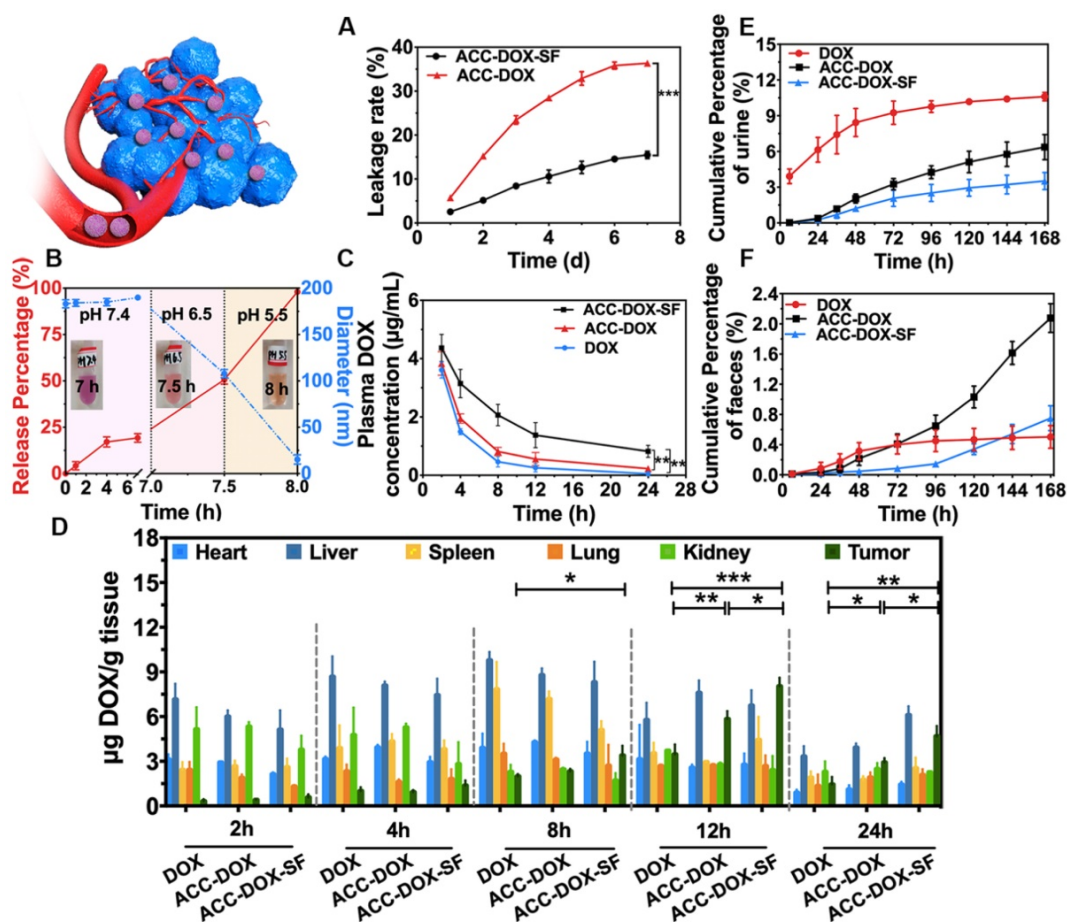 A
Leakage rate (%)
40
30
20
10
0
ACC-DOX-SF
ACC-DOX
***
0 2 4 6 8
Time (d)
E
Cumulative Percentage
of urine (%)
15
12
9
6
3
0
DOX
ACC-DOX
ACC-DOX-SF
0 24 48 72 96 120 144 168
Time (h)
B
Release Percentage (%)
100
75
50
25
0
pH 7.4 pH 6.5 pH 5.5
7 h
7.5 h
8 h
200
150
100
50
0
Diameter (nm)
0 2 4 6 7.0 7.5 8.0
Time (h)
C
Plasma DOX
concentration (µg/mL)
6
5
4
3
2
1
0
ACC-DOX-SF
ACC-DOX
DOX
** **
0 4 8 12 16 20 24 28
Time (h)
F
Cumulative Percentage
of faeces (%)
2.4
2.0
1.6
1.2
0.8
0.4
0.0
DOX
ACC-DOX
ACC-DOX-SF
0 24 48 72 96 120 144 168
Time (h)
D
µg DOX/g tissue
18
15
12
9
6
3
0
Heart Liver Spleen Lung Kidney Tumor
* *** **
** * * *
2h 4h 8h 12h 24h
DOX ACC-DOX ACC-DOX-SF DOX ACC-DOX ACC-DOX-SF DOX ACC-DOX ACC-DOX-SF DOX ACC-DOX ACC-DOX-SF DOX ACC-DOX ACC-DOX-SF